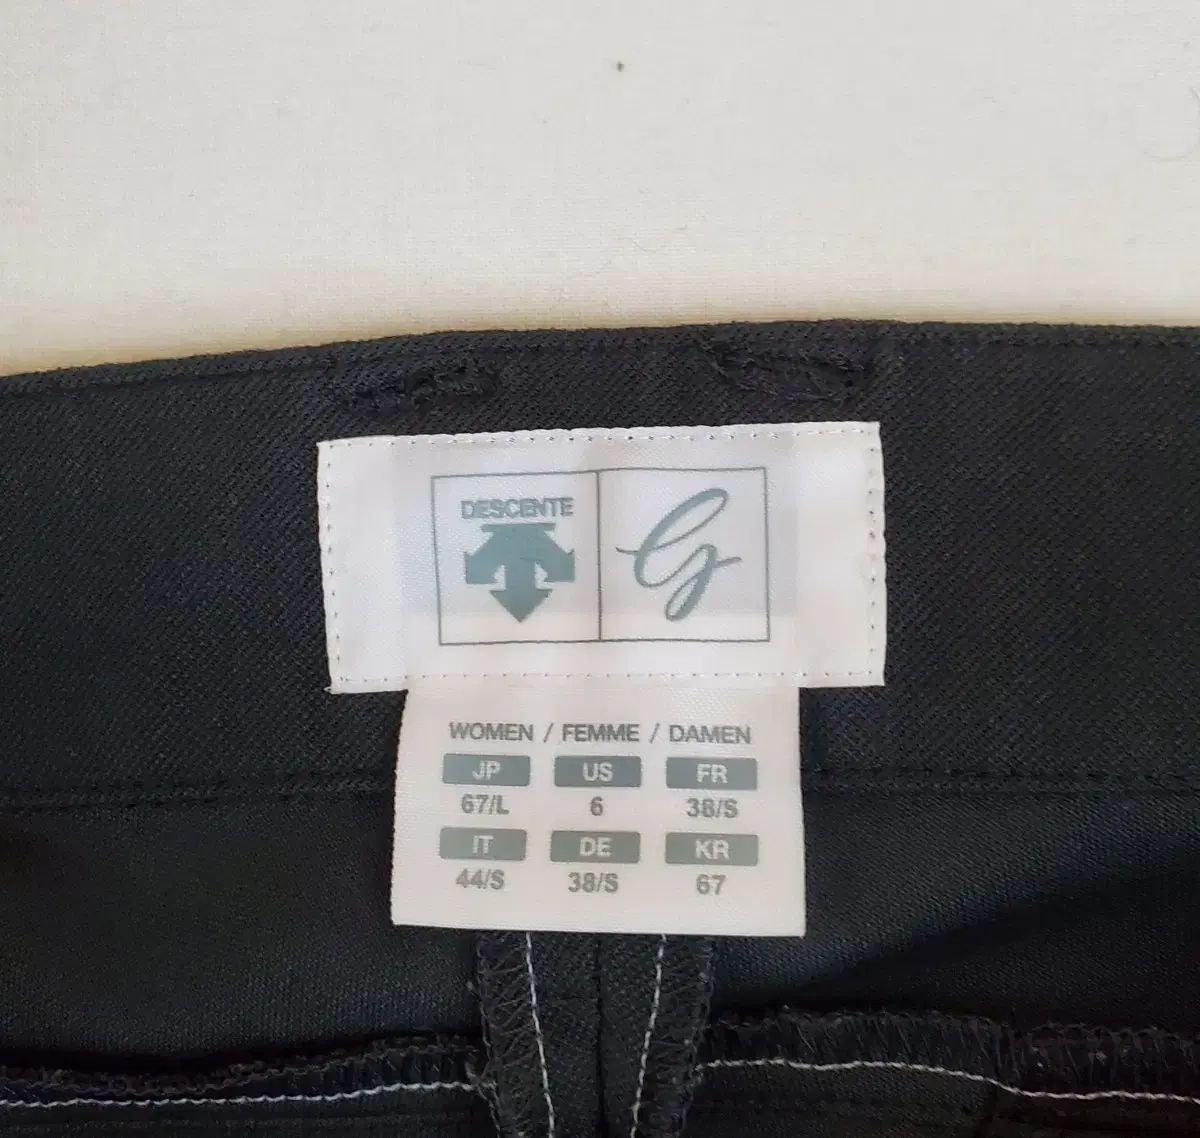 DESCENTE
g
WOMEN / FEMME / DAMEN
JP US FR
67/L 6 38/S
IT DE KR
44/S 38/S 67